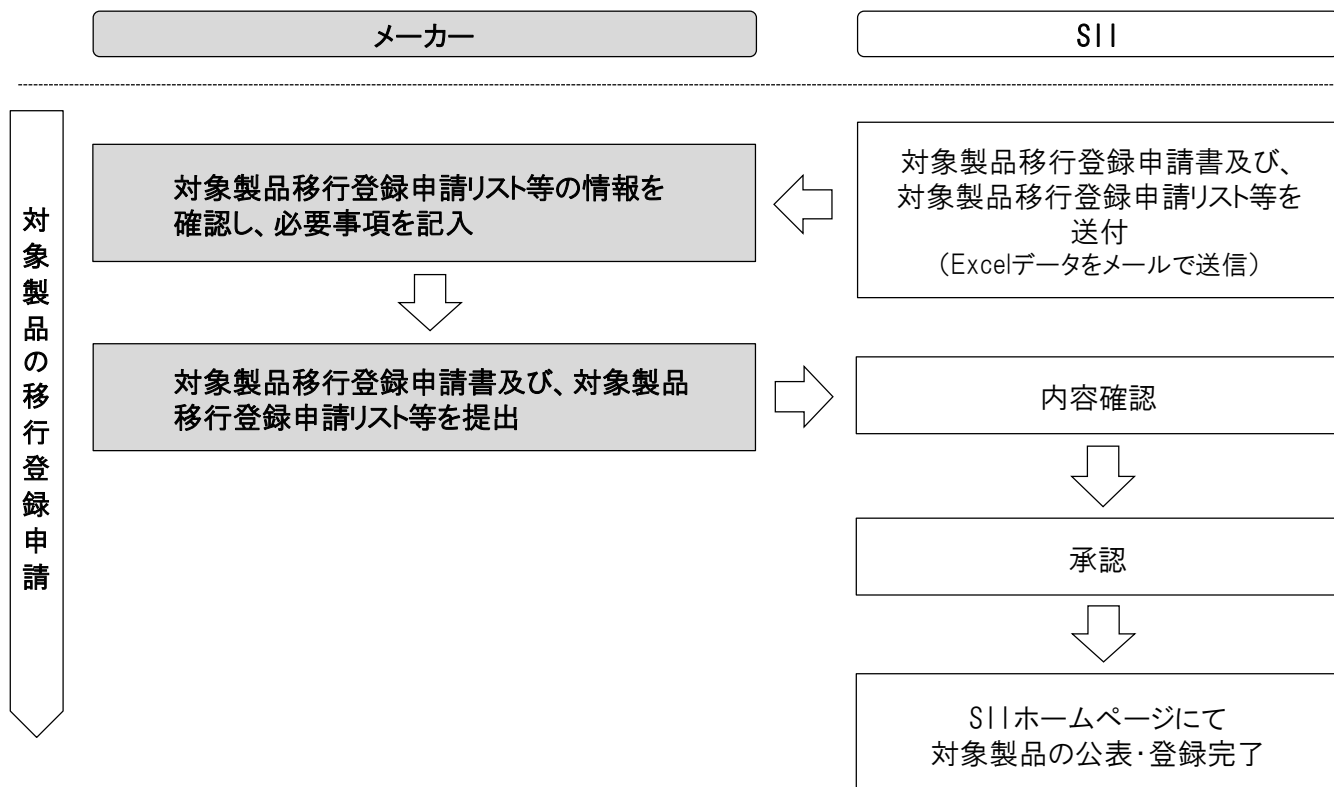 メーカー
SII
対象製品の移行登録申請
対象製品移行登録申請書及び、
対象製品移行登録申請リスト等を
送付
（Excelデータをメールで送信）
対象製品移行登録申請リスト等の情報を
確認し、必要事項を記入
対象製品移行登録申請書及び、対象製品
移行登録申請リスト等を提出
内容確認
承認
SIIホームページにて
対象製品の公表・登録完了